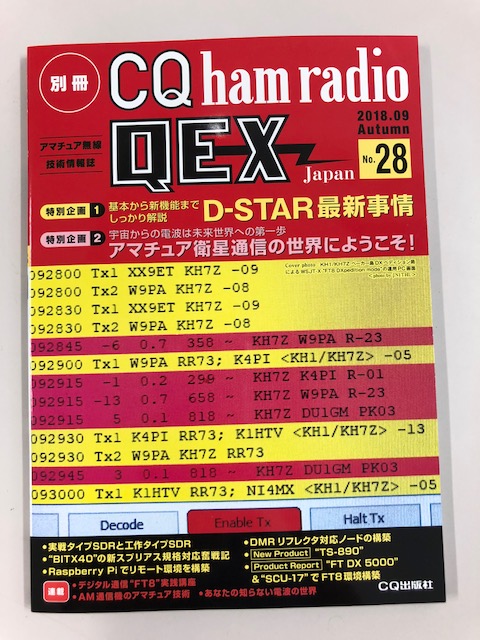 別冊
CQ ham radio
QEX
Japan
アマチュア無線
技術情報誌
2018.09
Autumn
No. 28
特別企画 1 基本から新機能まで
しっかり解説
D-STAR最新事情
特別企画 2 宇宙からの電波は未来世界への第一歩
アマチュア衛星通信の世界にようこそ!
Cover photo KH1/KH7Z
092800 Tx1 XX9ET KH7Z -09
092800 Tx2 W9PA KH7Z -08
092830 Tx1 XX9ET KH7Z -09
092830 Tx2 W9PA KH7Z -08
092845 -6 0.7 358 ~ KH7Z W9PA R-23
092900 Tx1 W9PA RR73; K4PI <KH1/KH7Z> -05
092915 -1 0.2 299 ~ KH7Z K4PI R-01
092915 -13 0.7 658 ~ KH7Z W9PA R-23
092915 5 0.1 818 ~ KH7Z DU1GM PK03
092930 Tx1 K4PI RR73; K1HTV <KH1/KH7Z> -13
092930 Tx2 W9PA KH7Z RR73
092945 3 0.1 818 ~ KH7Z DU1GM PK03
093000 Tx1 K1HTV RR73; NI4MX <KH1/KH7Z> -05
Decode
Enable Tx
Halt Tx
•実戦タイプSDRと工作タイプSDR
•"BITX40"の新スプリアス規格対応奮戦記
•Raspberry Piでリモート環境を構築
•DMRリフレクタ対応ノードの構築
•New Product "TS-890"
•Product Report "FT DX 5000"
&"SCU-17"でFT8環境構築
連載
•デジタル通信"FT8"実践講座
•AM通信機のアマチュア技術 •あなたの知らない電波の世界
CQ出版社